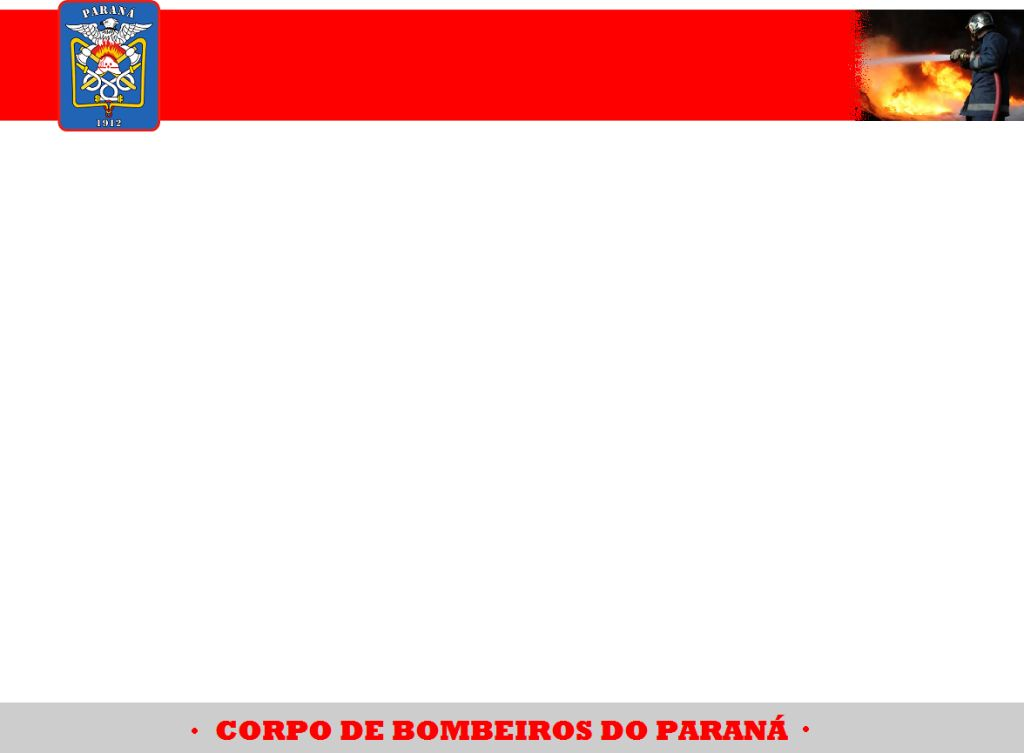 PARANÁ
1912
· CORPO DE BOMBEIROS DO PARANÁ ·